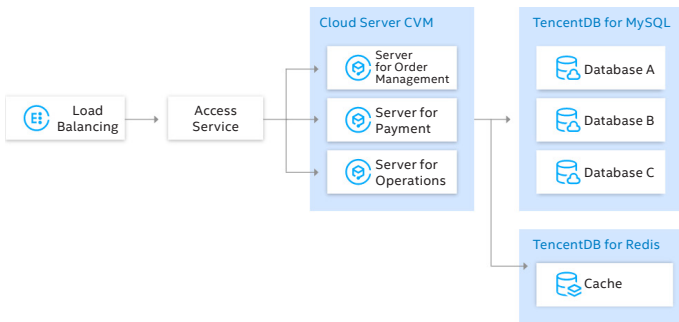 Load
Balancing
Access
Service
Cloud Server CVM
Server
for Order
Management
Server for
Payment
Server for
Operations
TencentDB for MySQL
Database A
Database B
Database C
TencentDB for Redis
Cache